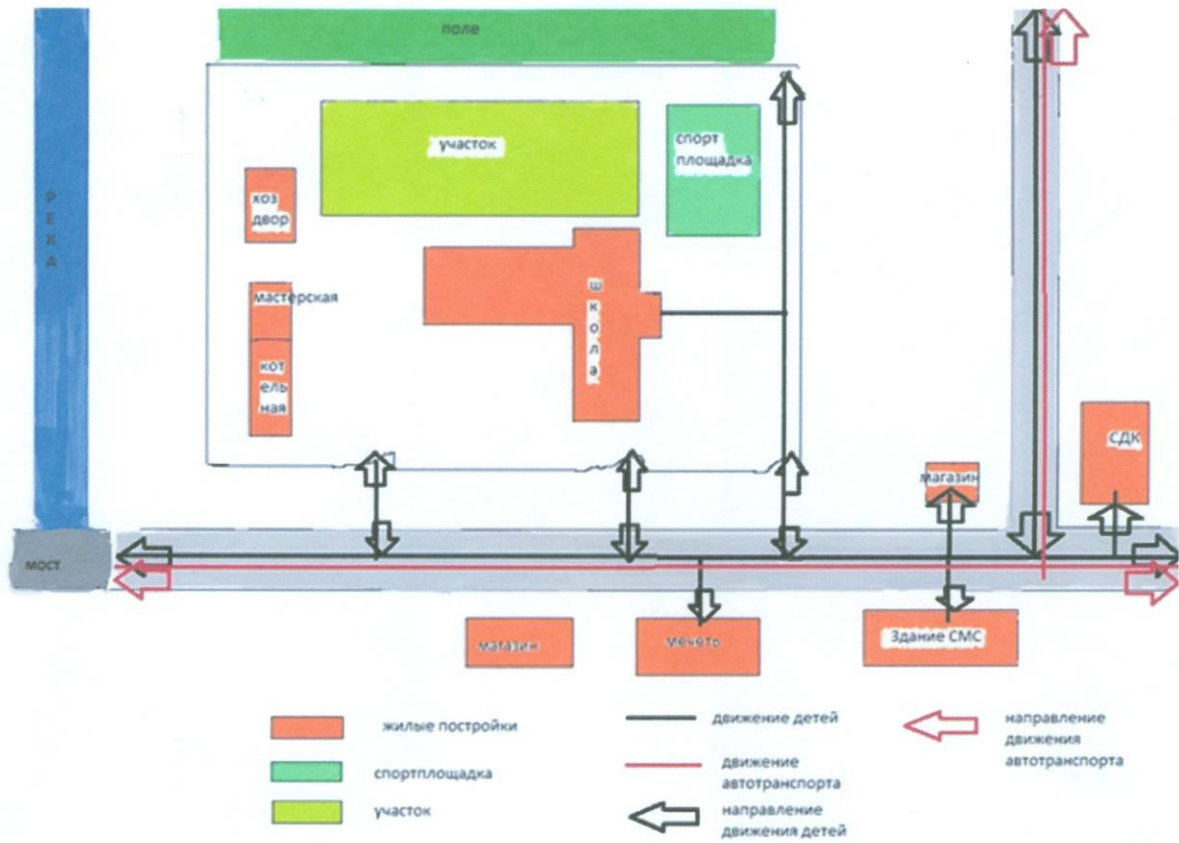 поле
участок
спорт
площадка
хоз
двор
Р
Е
К
А
мастерская
ш
к
о
л
а
кот
ель
ная
СДК
магазин
мост
магазин
мечеть
Здание СМС
жилые постройки
движение детей
направление
движения
автотранспорта
спортплощадка
движение
автотранспорта
участок
направление
движения детей